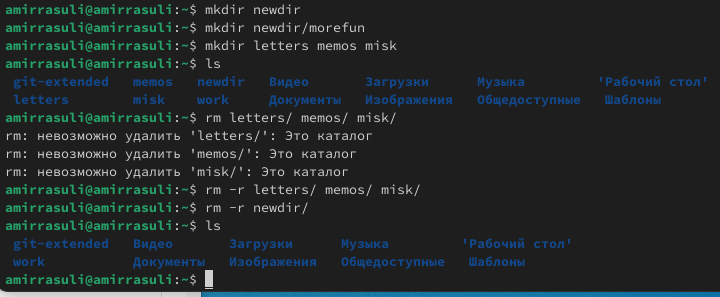 amirrasuli@amirrasuli:~$ mkdir newdir
amirrasuli@amirrasuli:~$ mkdir newdir/morefun
amirrasuli@amirrasuli:~$ mkdir letters memos misk
amirrasuli@amirrasuli:~$ ls
git-extended memos newdir Видео Загрузки Музыка 'Рабочий стол'
letters misk work Документы Изображения Общедоступные Шаблоны
amirrasuli@amirrasuli:~$ rm letters/ memos/ misk/
rm: невозможно удалить 'letters/': Это каталог
rm: невозможно удалить 'memos/': Это каталог
rm: невозможно удалить 'misk/': Это каталог
amirrasuli@amirrasuli:~$ rm -r letters/ memos/ misk/
amirrasuli@amirrasuli:~$ rm -r newdir/
amirrasuli@amirrasuli:~$ ls
git-extended Видео Загрузки Музыка 'Рабочий стол'
work Документы Изображения Общедоступные Шаблоны
amirrasuli@amirrasuli:~$